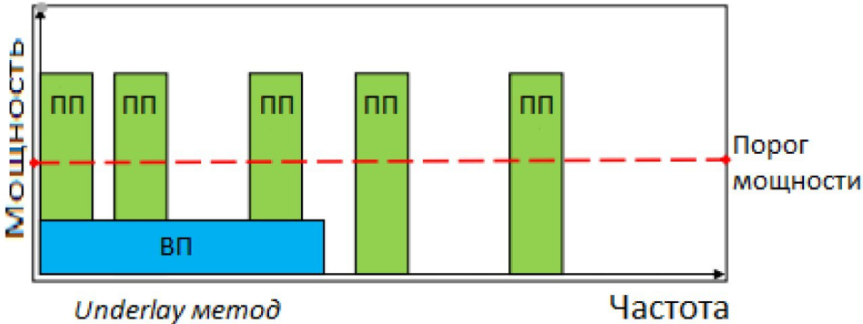 Мощность
ПП ПП ПП ПП ПП
Порог
мощности
ВП
Underlay метод
Частота